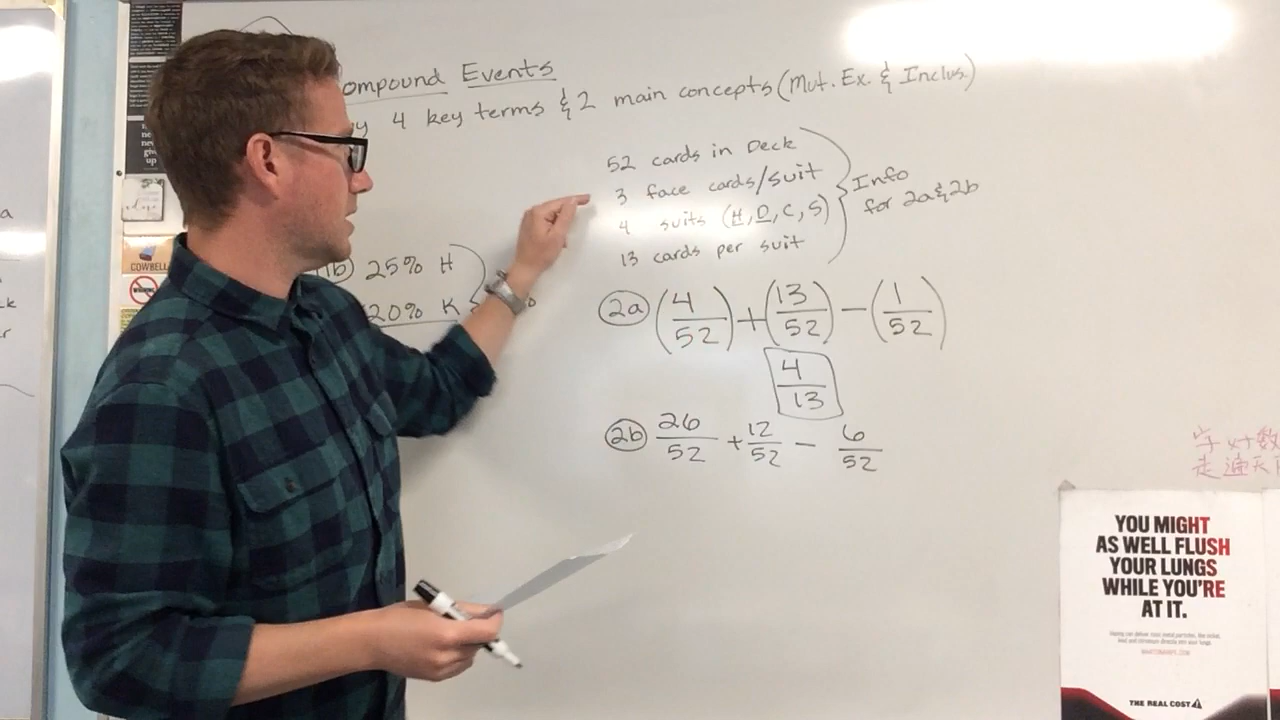 ompound Events
y 4 key terms & 2 main concepts (Mut. Ex. & Inclus.)
52 cards in Deck
3 face cards/suit
4 suits (H, D, C, S)
13 cards per suit
Info
for 2a & 2b
1b) 25% H
20% K
2a (4/52) + (13/52) - (1/52)
4/13
2b 26/52 + 12/52 - 6/52
COWBELL
YOU MIGHT
AS WELL FLUSH
YOUR LUNGS
WHILE YOU'RE
AT IT.
THE REAL COST